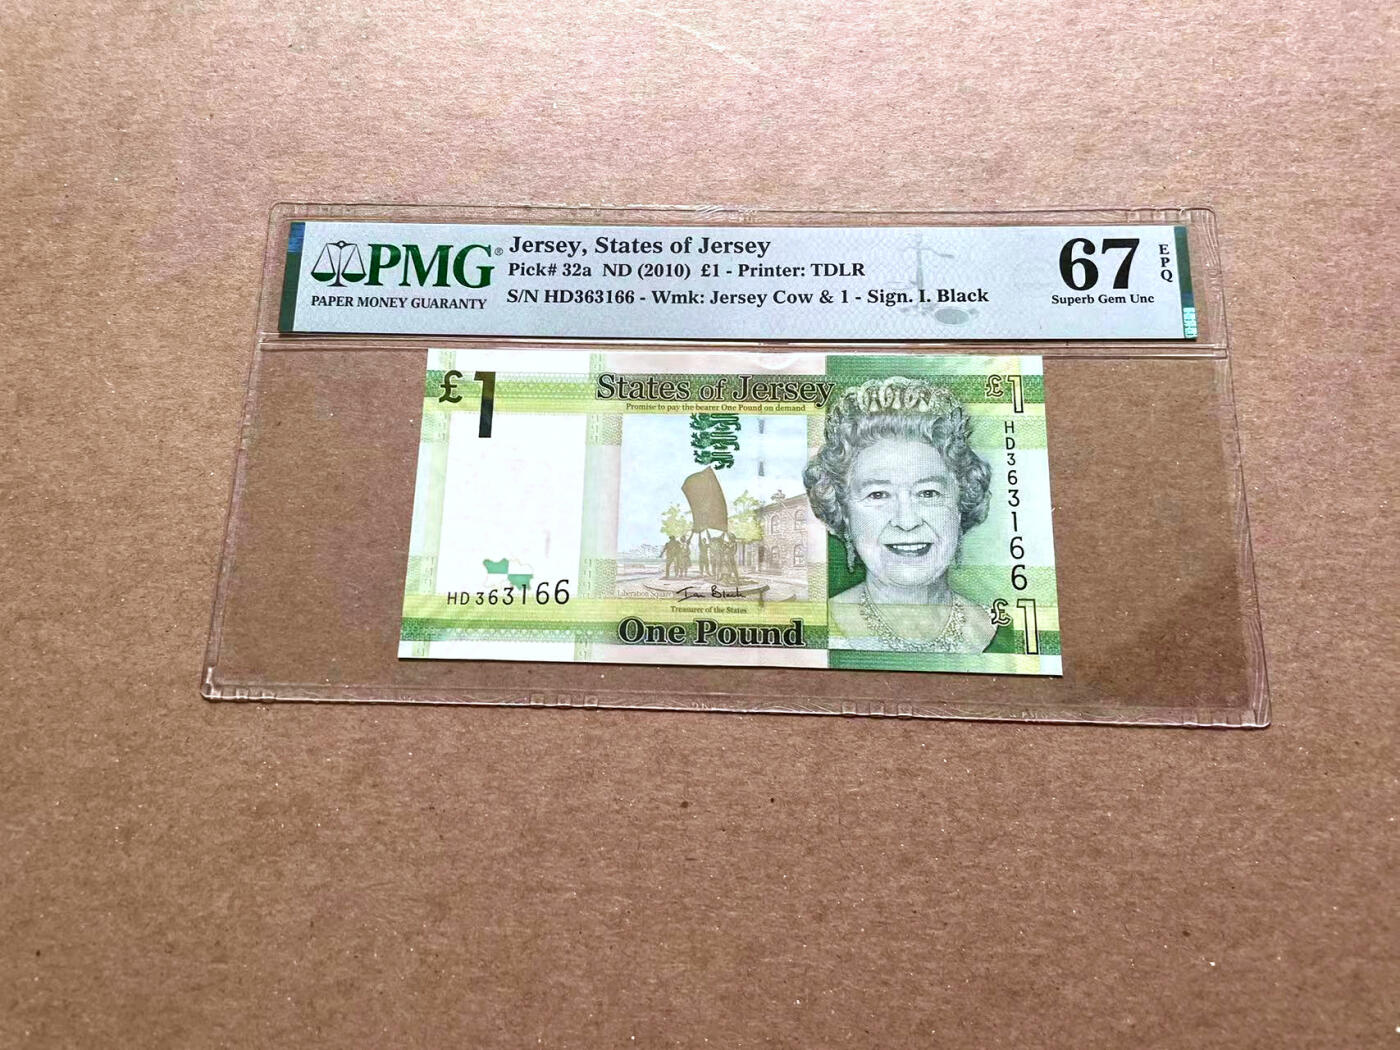 PMG®
PAPER MONEY GUARANTY
Jersey, States of Jersey
Pick# 32a ND (2010) £1 - Printer: TDLR
S/N HD363166 - Wmk: Jersey Cow & 1 - Sign. I. Black
67 EPQ
Superb Gem Unc
£1
States of Jersey
Promise to pay the bearer One Pound on demand
£1
HD363166
HD363166
Liberation Square
Ian Black
Treasurer of the States
One Pound
£1